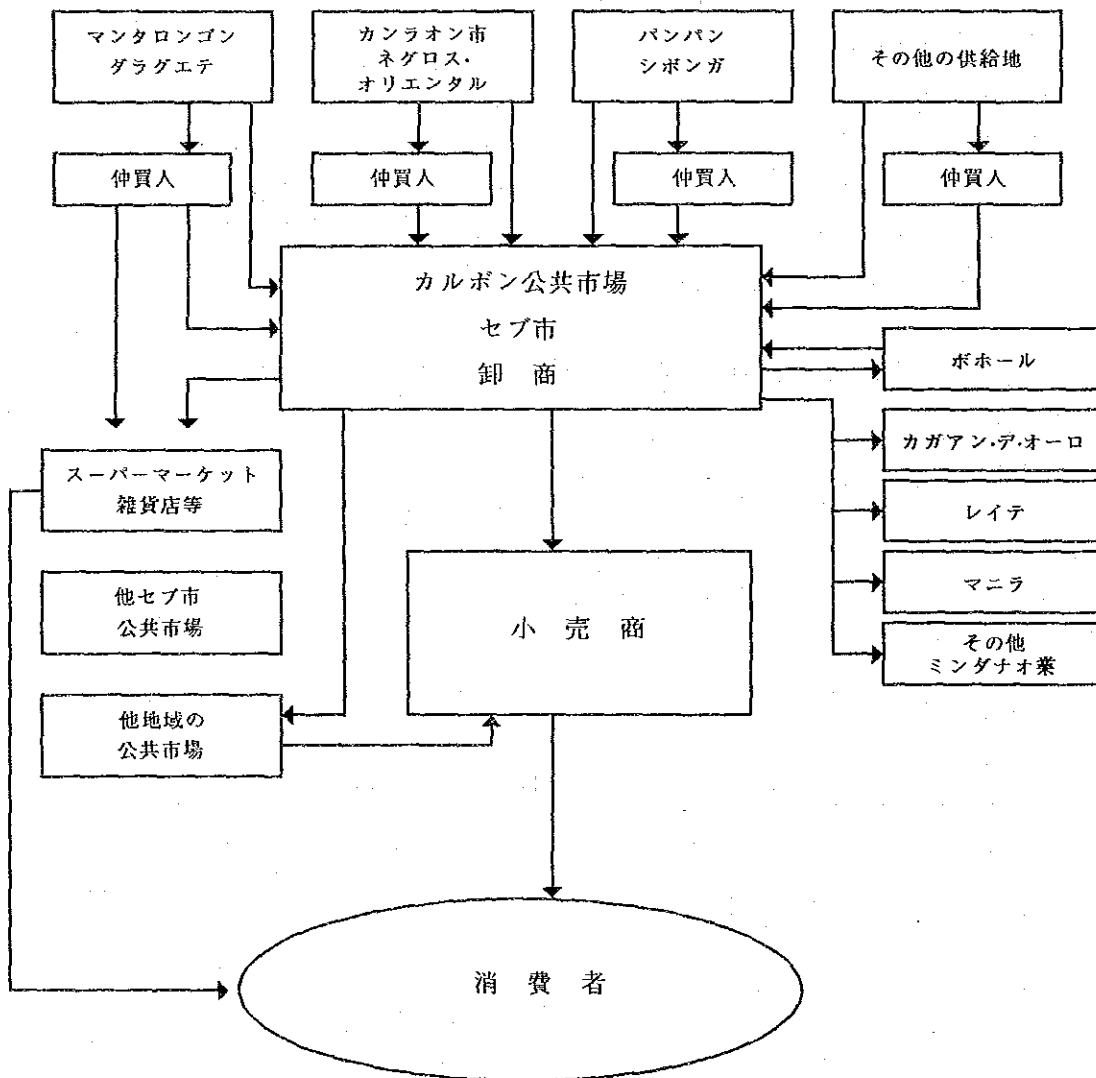 マンタロンゴン
ダラグエテ
カンラオン市
ネグロス・
オリエンタル
パンパン
シボンガ
その他の供給地
仲買人
仲買人
仲買入
仲買人
カルボン公共市場
セブ市
卸商
ボホール
カガアン・デ・オーロ
レイテ
マニラ
その他
ミンダナオ葉
スーパーマーケット
雑貨店等
他セブ市
公共市場
小売商
他地域の
公共市場
消費者